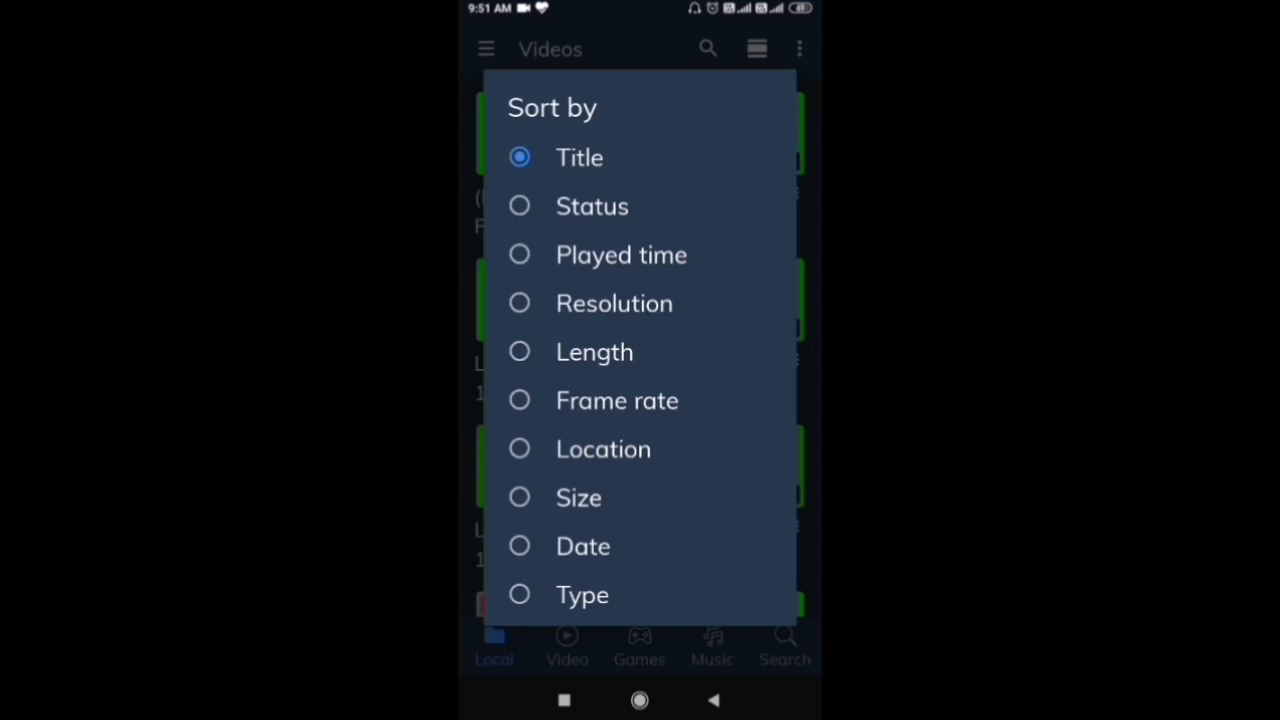 9:51 AM
Videos
Sort by
Title
Status
Played time
Resolution
Length
Frame rate
Location
Size
Date
Type
Local Video Games Music Search